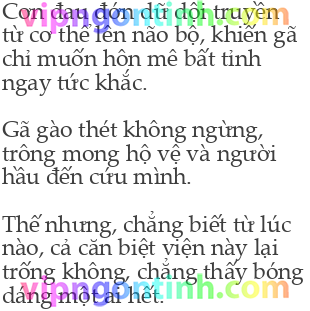 Cơn đau đớn dữ dội truyền
từ cơ thể lên não bộ, khiến gã
chỉ muốn hôn mê bất tỉnh
ngay tức khắc.
Gã gào thét không ngừng,
trông mong hộ vệ và người
hầu đến cứu mình.
Thế nhưng, chẳng biết từ lúc
nào, cả căn biệt viện này lại
trống không, chẳng thấy bóng
dáng một ai hết.
vipngontinh.com
vipngontinh.com